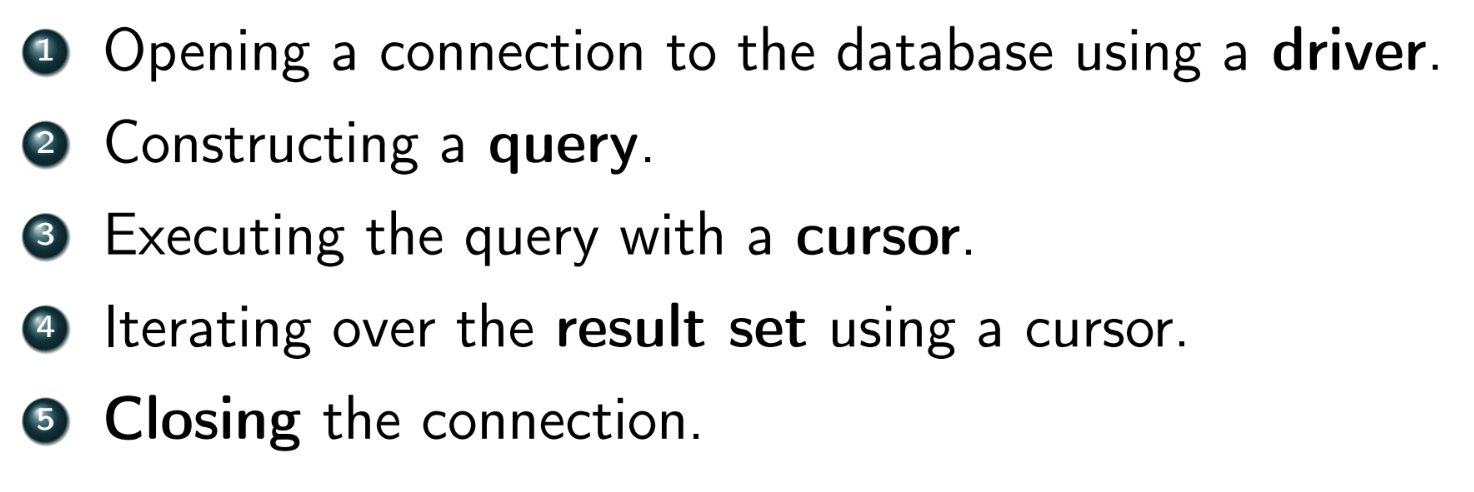 1 Opening a connection to the database using a driver.
2 Constructing a query.
3 Executing the query with a cursor.
4 Iterating over the result set using a cursor.
5 Closing the connection.